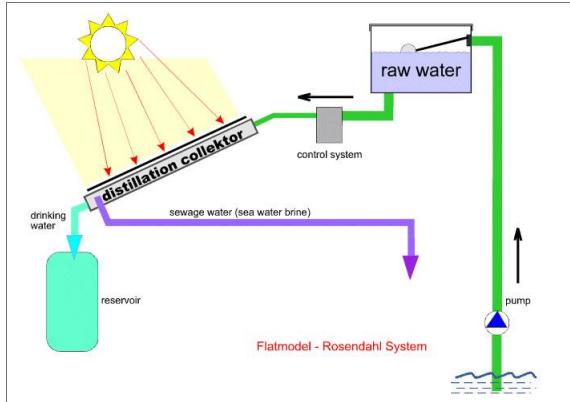 raw water
control system
distillation collektor
drinking
water
sewage water (sea water brine)
reservoir
pump
Flatmodel - Rosendahl System